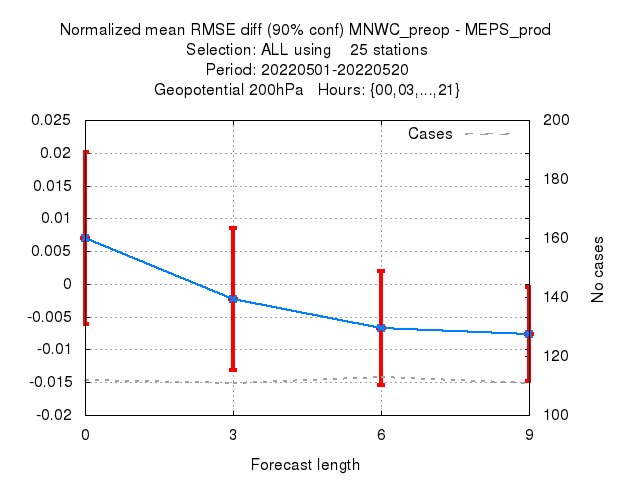 Normalized mean RMSE diff (90% conf) MNWC_preop - MEPS_prod
Selection: ALL using    25 stations
Period: 20220501-20220520
Geopotential 200hPa   Hours: {00,03,...,21}
Cases
0.025
0.02
0.015
0.01
0.005
0
-0.005
-0.01
-0.015
-0.02
200
180
160
140
120
100
No cases
0 3 6 9
Forecast length